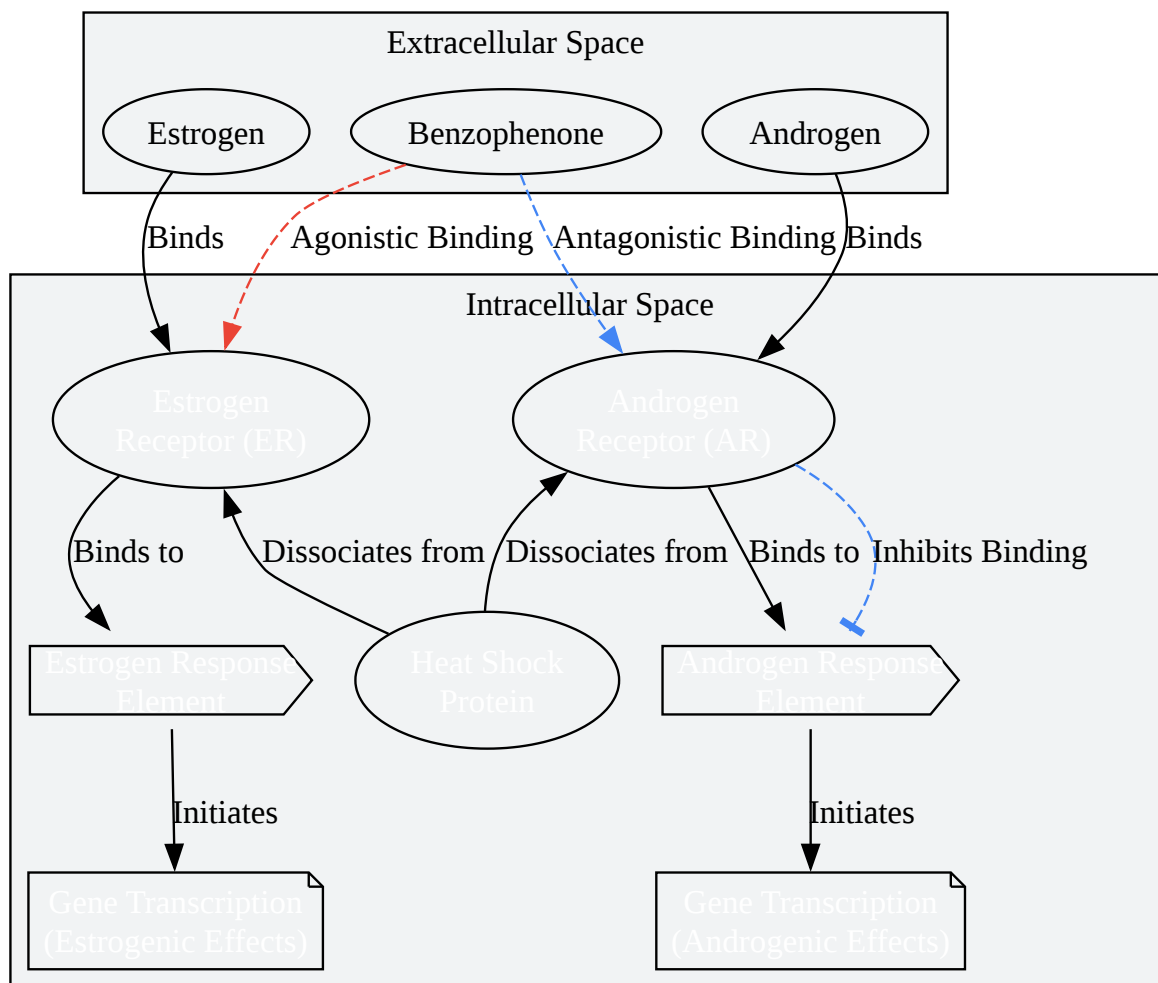 Extracellular Space
Estrogen
Benzophenone
Androgen
Binds
Agonistic Binding
Antagonistic Binding
Binds
Intracellular Space
Estrogen
Receptor (ER)
Androgen
Receptor (AR)
Binds to
Dissociates from
Dissociates from
Binds to
Inhibits Binding
Estrogen Response
Element
Heat Shock
Protein
Androgen Response
Element
Initiates
Initiates
Gene Transcription
(Estrogenic Effects)
Gene Transcription
(Androgenic Effects)